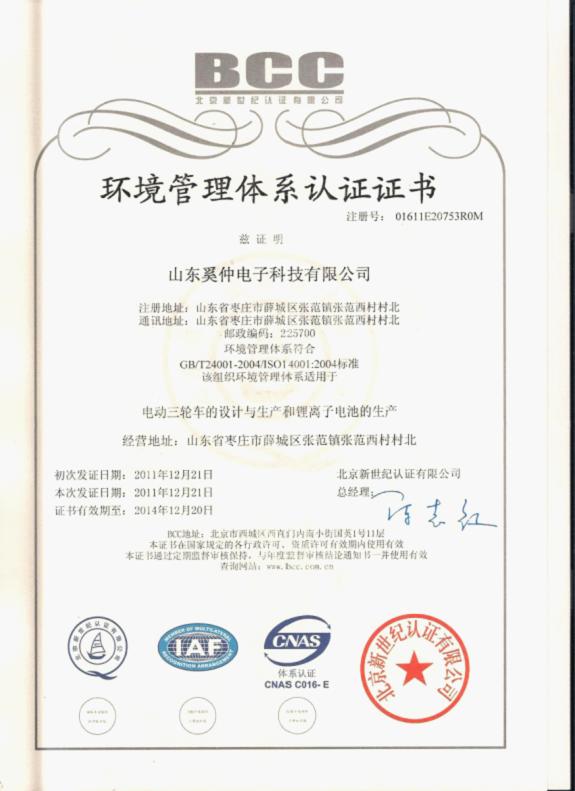 BCC
北京新世纪认证有限公司
环境管理体系认证证书
注册号： 01611E20753R0M
兹证明
山东奚仲电子科技有限公司
注册地址：山东省枣庄市薛城区张范镇张范西村村北
通讯地址：山东省枣庄市薛城区张范镇张范西村村北
邮政编码：225700
环境管理体系符合
GB/T24001-2004/ISO14001:2004标准
该组织环境管理体系适用于
电动三轮车的设计与生产和锂离子电池的生产
经营地址：山东省枣庄市薛城区张范镇张范西村村北
初次发证日期：2011年12月21日
北京新世纪认证有限公司
本次发证日期：2011年12月21日
总经理：
证书有效期至：2014年12月20日
BCC地址：北京市西城区西直门内南小街国英1号11层
本证书在国家规定的各行政许可、资质许可有效期内使用有效
本证书通过定期监督审核保持，与年度监督审核结论通知书一并使用有效
查询网站：www.bcc.com.cn
北京新世纪认证有限公司
MEMBER OF MULTILATERAL
IAF
RECOGNITION ARRANGEMENT
CNAS
体系认证
CNAS C016-E
北京新世纪认证有限公司